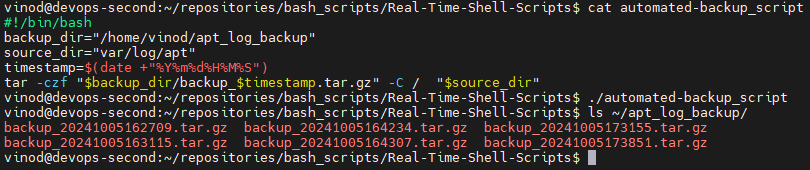 vinod@devops-second:~/repositories/bash_scripts/Real-Time-Shell-Scripts$ cat automated-backup_script
#!/bin/bash
backup_dir="/home/vinod/apt_log_backup"
source_dir="var/log/apt"
timestamp=$(date +"%Y%m%d%H%M%S")
tar -czf "$backup_dir/backup_$timestamp.tar.gz" -C /  "$source_dir"
vinod@devops-second:~/repositories/bash_scripts/Real-Time-Shell-Scripts$ ./automated-backup_script
vinod@devops-second:~/repositories/bash_scripts/Real-Time-Shell-Scripts$ ls ~/apt_log_backup/
backup_20241005162709.tar.gz  backup_20241005164234.tar.gz  backup_20241005173155.tar.gz
backup_20241005163115.tar.gz  backup_20241005164307.tar.gz  backup_20241005173851.tar.gz
vinod@devops-second:~/repositories/bash_scripts/Real-Time-Shell-Scripts$